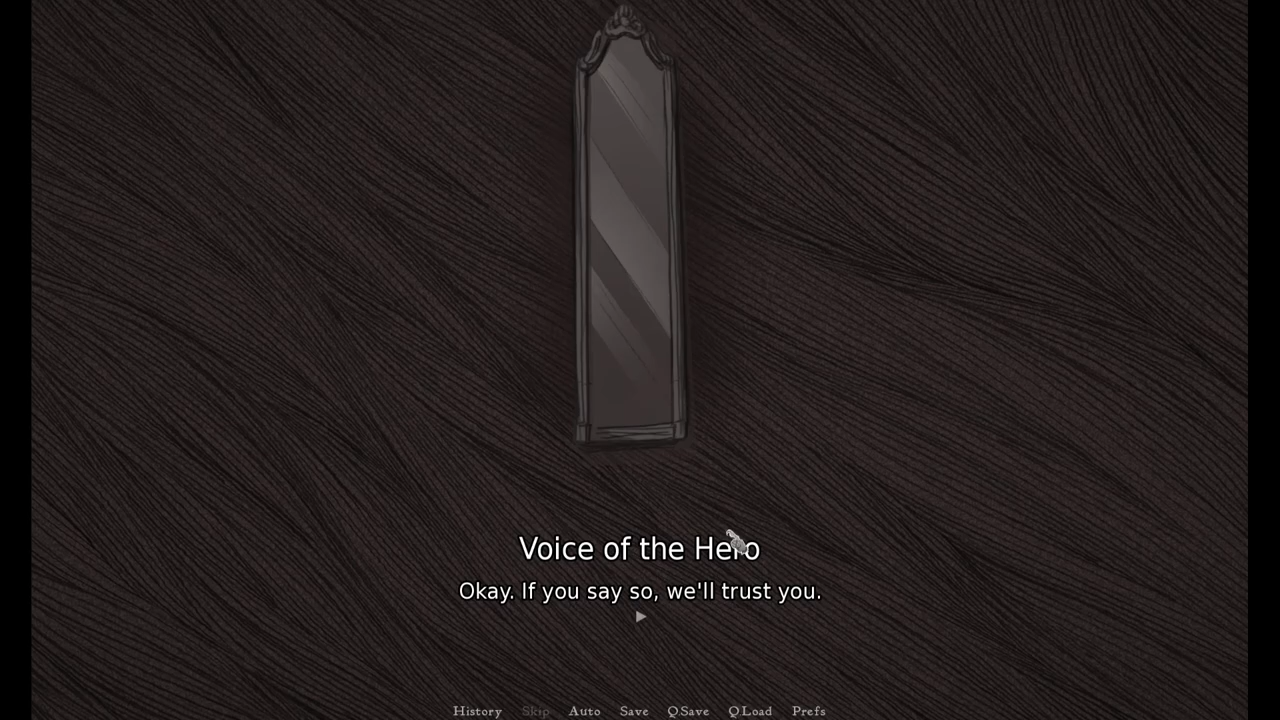 Voice of the Hero
Okay. If you say so, we'll trust you.
History Skip Auto Save Q.Save Q.Load Prefs